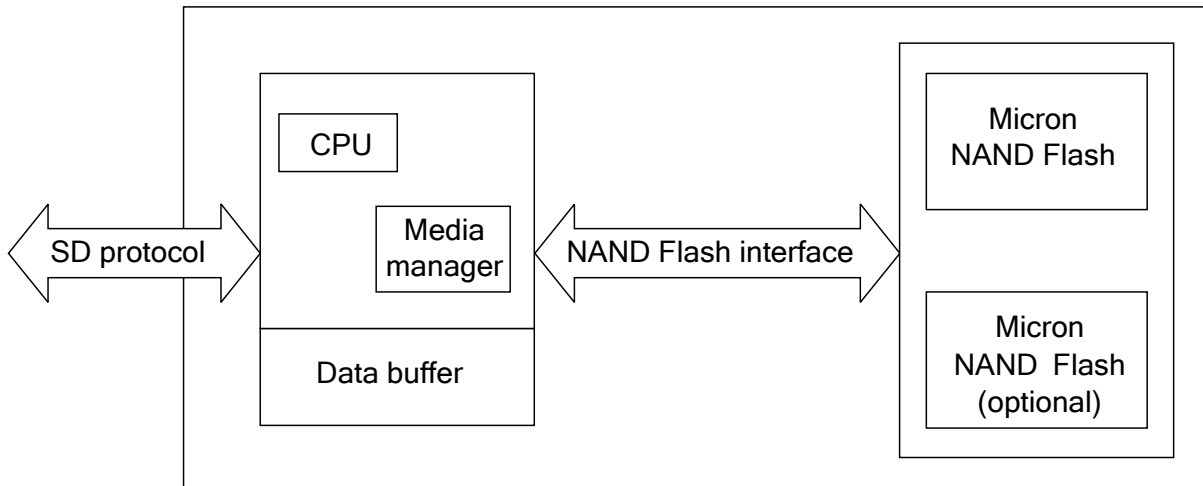 CPU
Media
manager
Data buffer
SD protocol
NAND Flash interface
Micron
NAND Flash
Micron
NAND Flash
(optional)